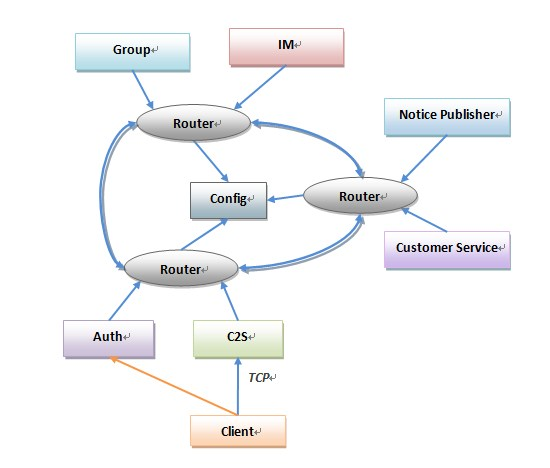 Group
IM
Router
Notice Publisher
Config
Router
Customer Service
Router
Auth
C2S
TCP
Client